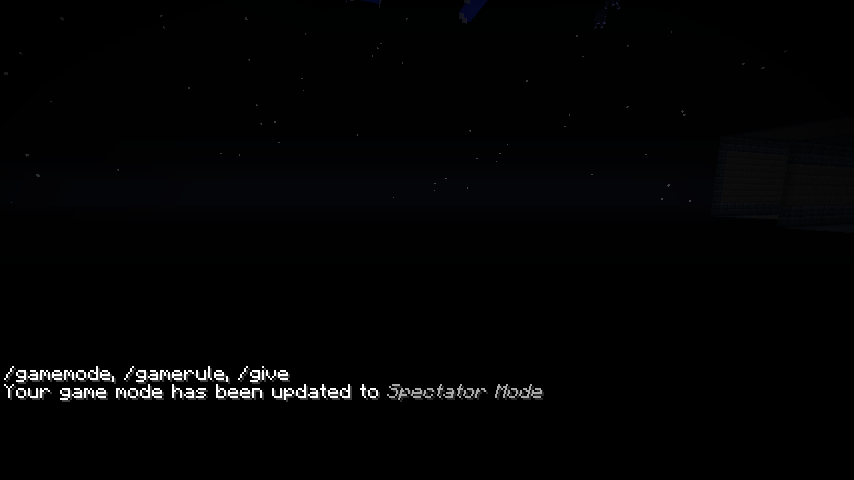 /gamemode, /gamerule, /give
Your game mode has been updated to Spectator Mode